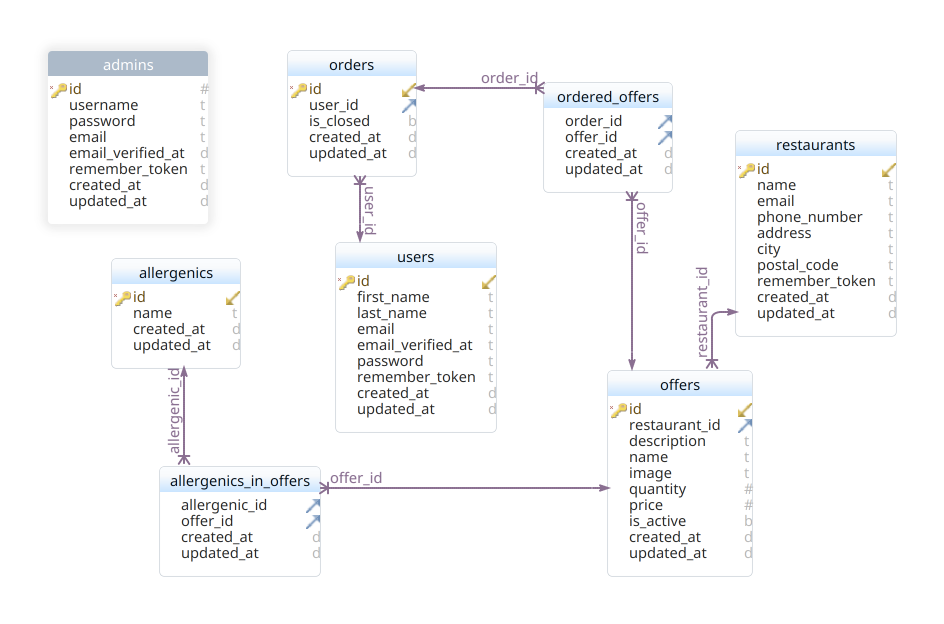 admins
id #
username t
password t
email t
email_verified_at d
remember_token t
created_at d
updated_at d
orders
id
user_id
is_closed b
created_at d
updated_at d
order_id
ordered_offers
order_id
offer_id
created_at d
updated_at d
restaurants
id
name t
email t
phone_number t
address t
city t
postal_code t
remember_token t
created_at d
updated_at d
user_id
offer_id
restaurant_id
allergenics
id
name t
created_at d
updated_at d
users
id
first_name t
last_name t
email t
email_verified_at d
password t
remember_token t
created_at d
updated_at d
allergenic_id
allergenics_in_offers
allergenic_id
offer_id
created_at d
updated_at d
offer_id
offers
id
restaurant_id
description t
name t
image t
quantity #
price #
is_active b
created_at d
updated_at d